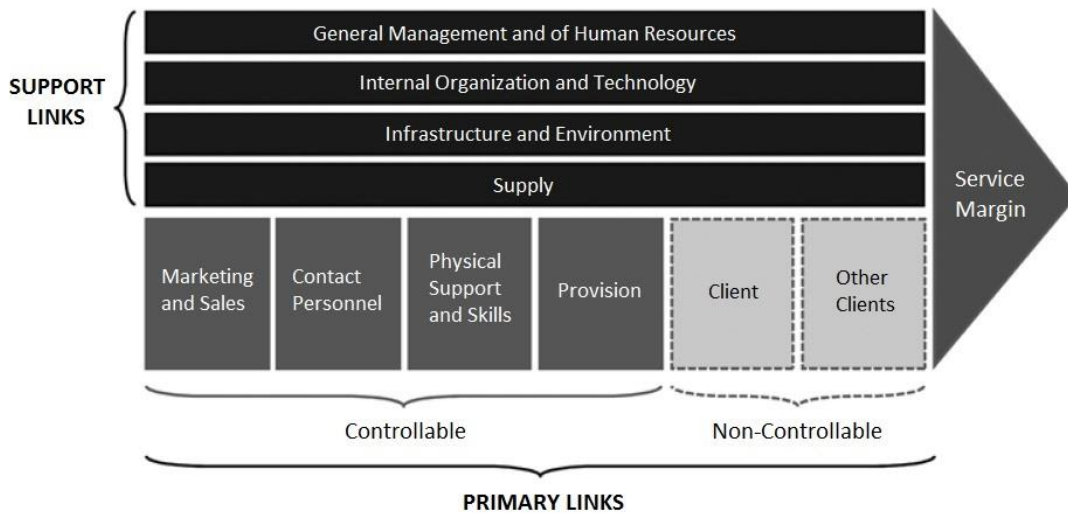 General Management and of Human Resources
SUPPORT
LINKS
Internal Organization and Technology
Infrastructure and Environment
Supply
Service
Margin
Marketing
and Sales
Contact
Personnel
Physical
Support
and Skills
Provision
Client
Other
Clients
Controllable
Non-Controllable
PRIMARY LINKS